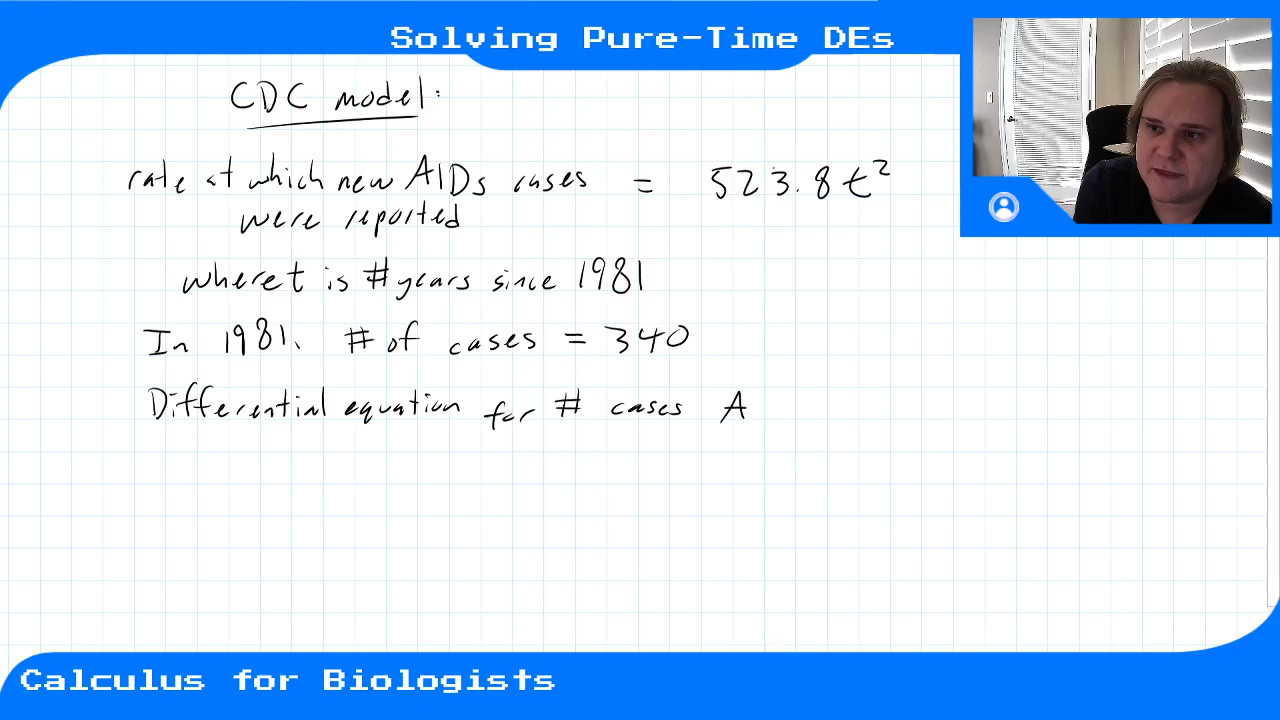 Solving Pure-Time DEs
CDC model:
rate at which new AIDs cases = 523.8t²
were reported
where t is # years since 1981
In 1981, # of cases = 340
Differential equation for # cases A
Calculus for Biologists